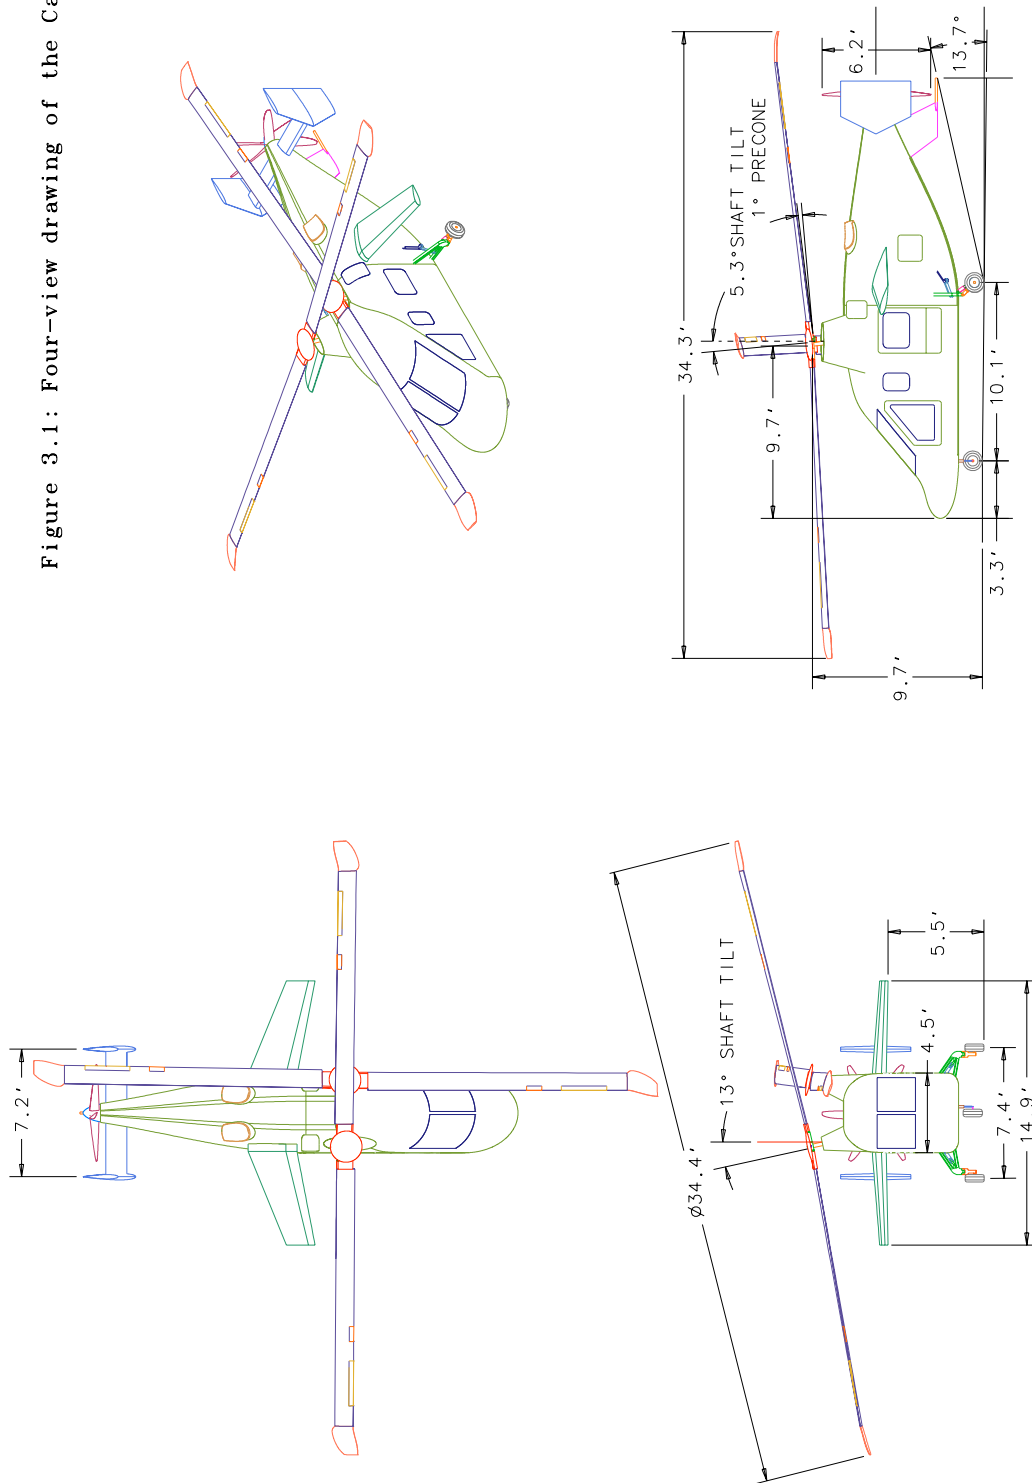 Figure 3.1: Four-view drawing of the
6.2'
13.7°
5.3° SHAFT TILT
1° PRECONE
34.3'
9.7'
10.1'
3.3'
9.7'
7.2'
13° SHAFT TILT
Ø34.4'
5.5'
4.5'
7.4'
14.9'